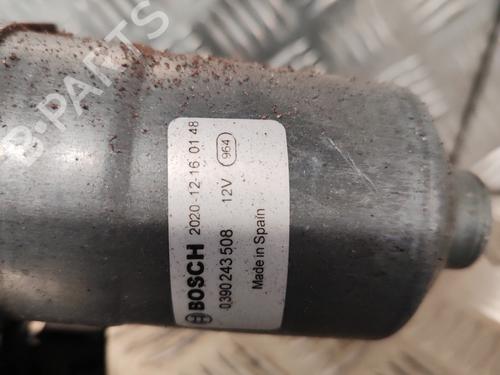 BOSCH 2020-12-16 01 48
0390243508 12V 964
Made in Spain
B-PARTS